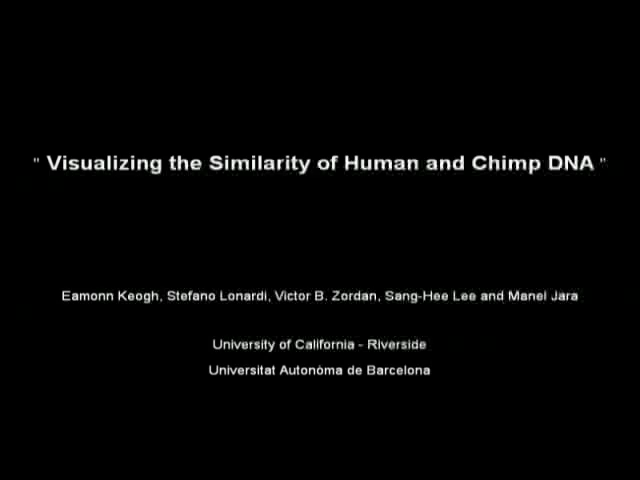 " Visualizing the Similarity of Human and Chimp DNA "
Eamonn Keogh, Stefano Lonardi, Victor B. Zordan, Sang-Hee Lee and Manel Jara
University of California - Riverside
Universitat Autonòma de Barcelona